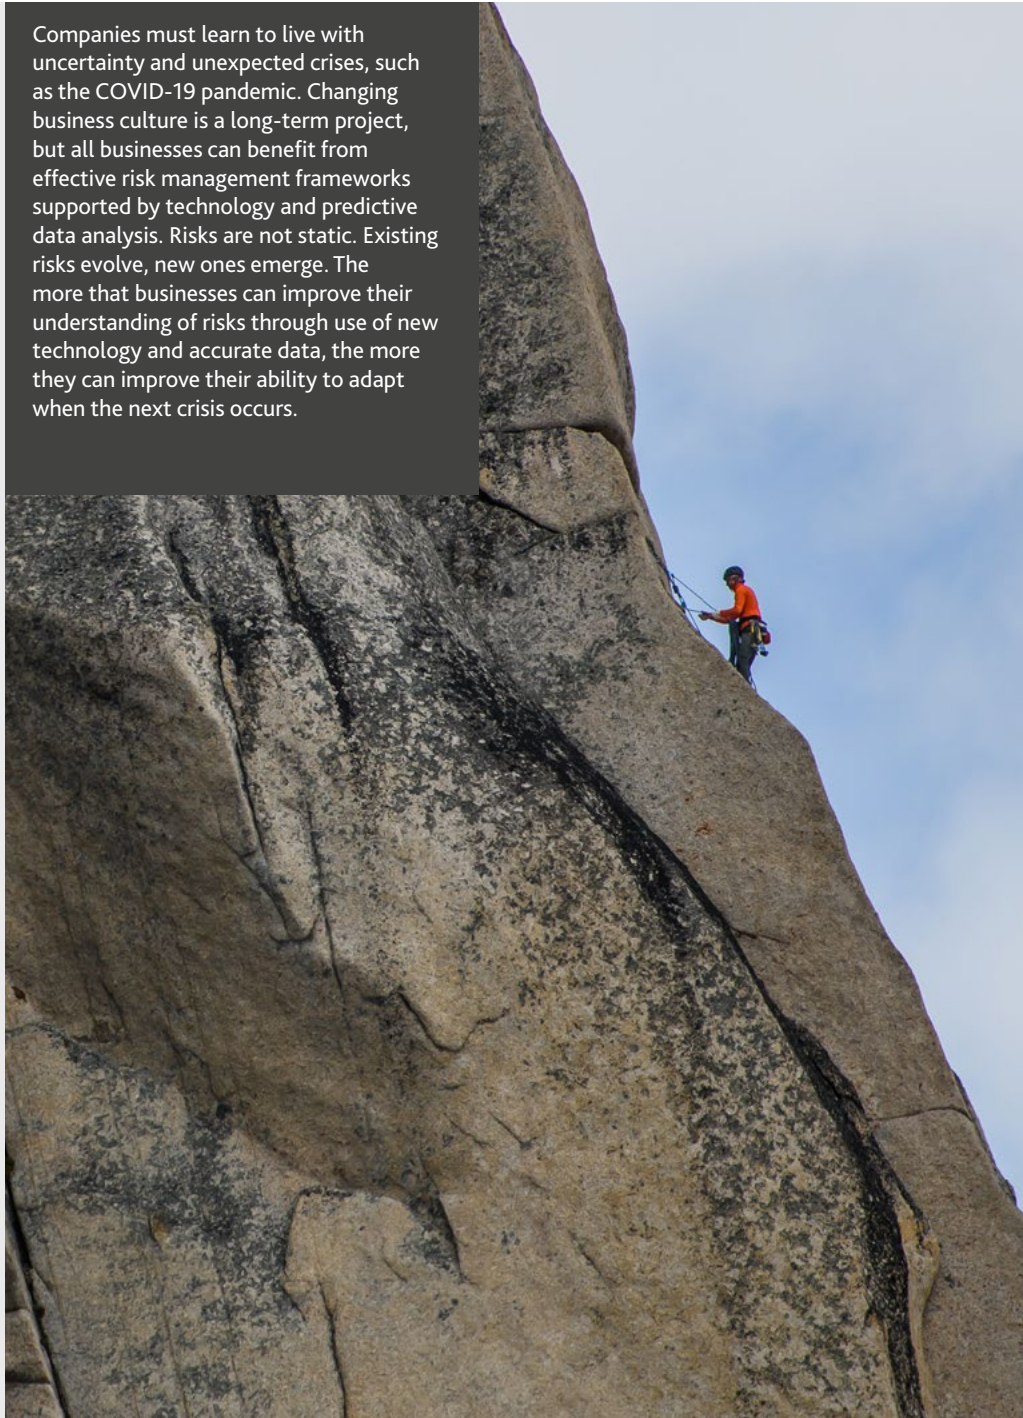 Companies must learn to live with
uncertainty and unexpected crises, such
as the COVID-19 pandemic. Changing
business culture is a long-term project,
but all businesses can benefit from
effective risk management frameworks
supported by technology and predictive
data analysis. Risks are not static. Existing
risks evolve, new ones emerge. The
more that businesses can improve their
understanding of risks through use of new
technology and accurate data, the more
they can improve their ability to adapt
when the next crisis occurs.